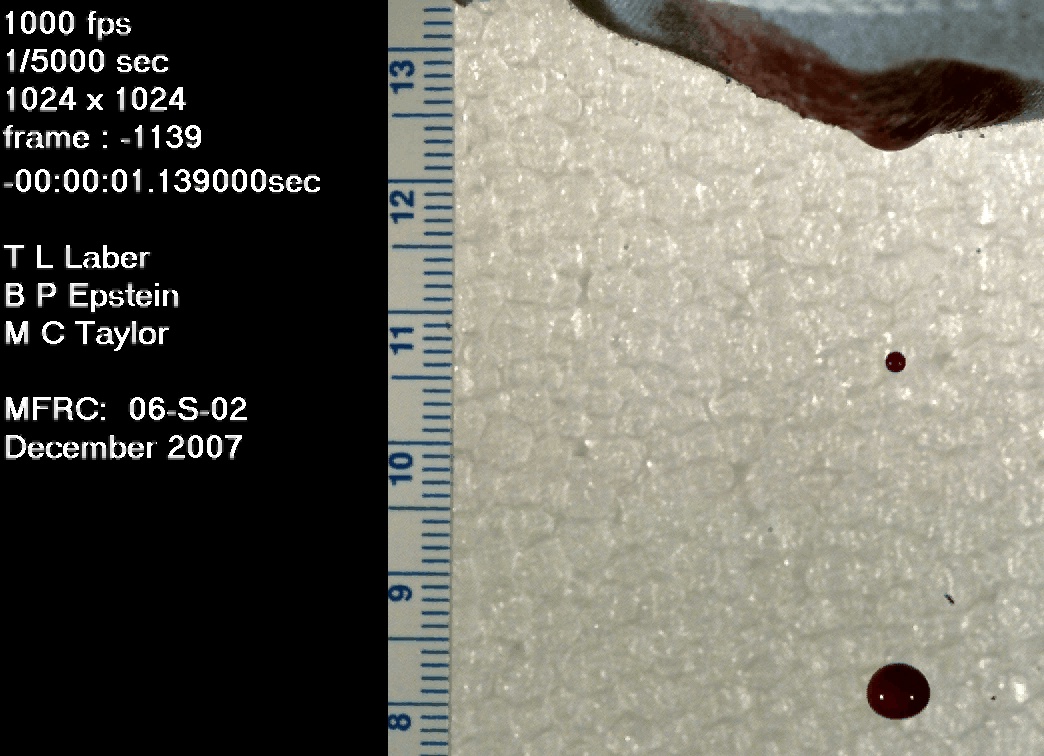 1000 fps
1/5000 sec
1024 x 1024
frame : -1139
-00:00:01.139000sec
T L Laber
B P Epstein
M C Taylor
MFRC:  06-S-02
December 2007
13
12
11
10
9
8